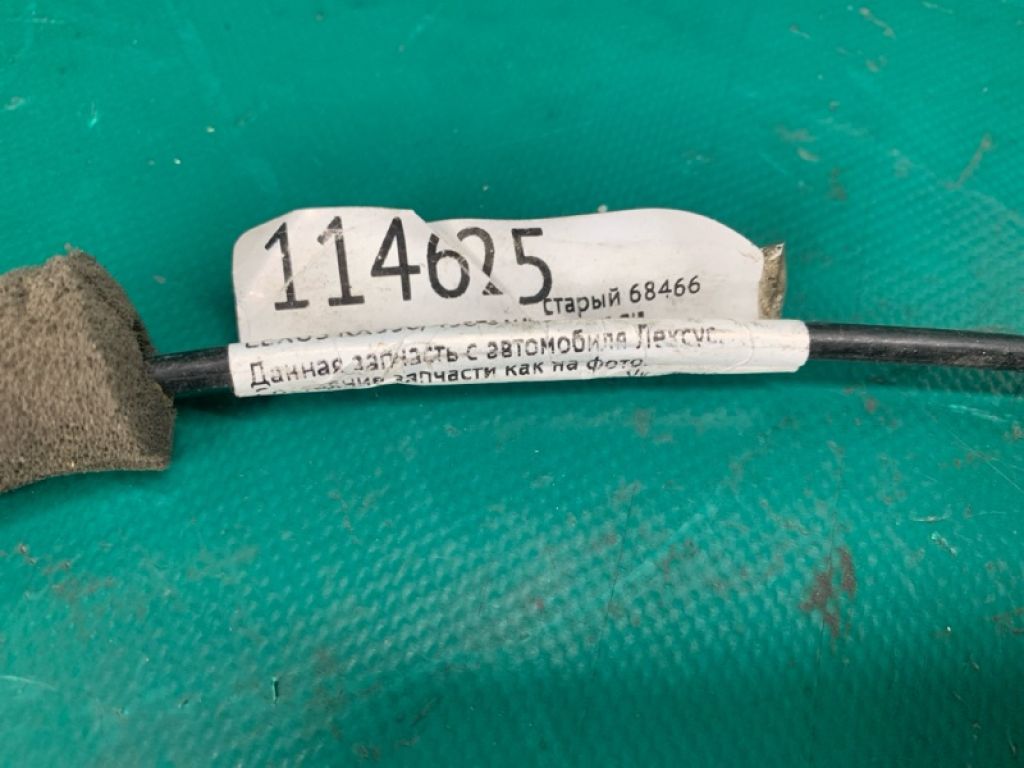 114625
старый 68466
Данная запчасть с автомобиля Лексус.
запчасти как на фото.